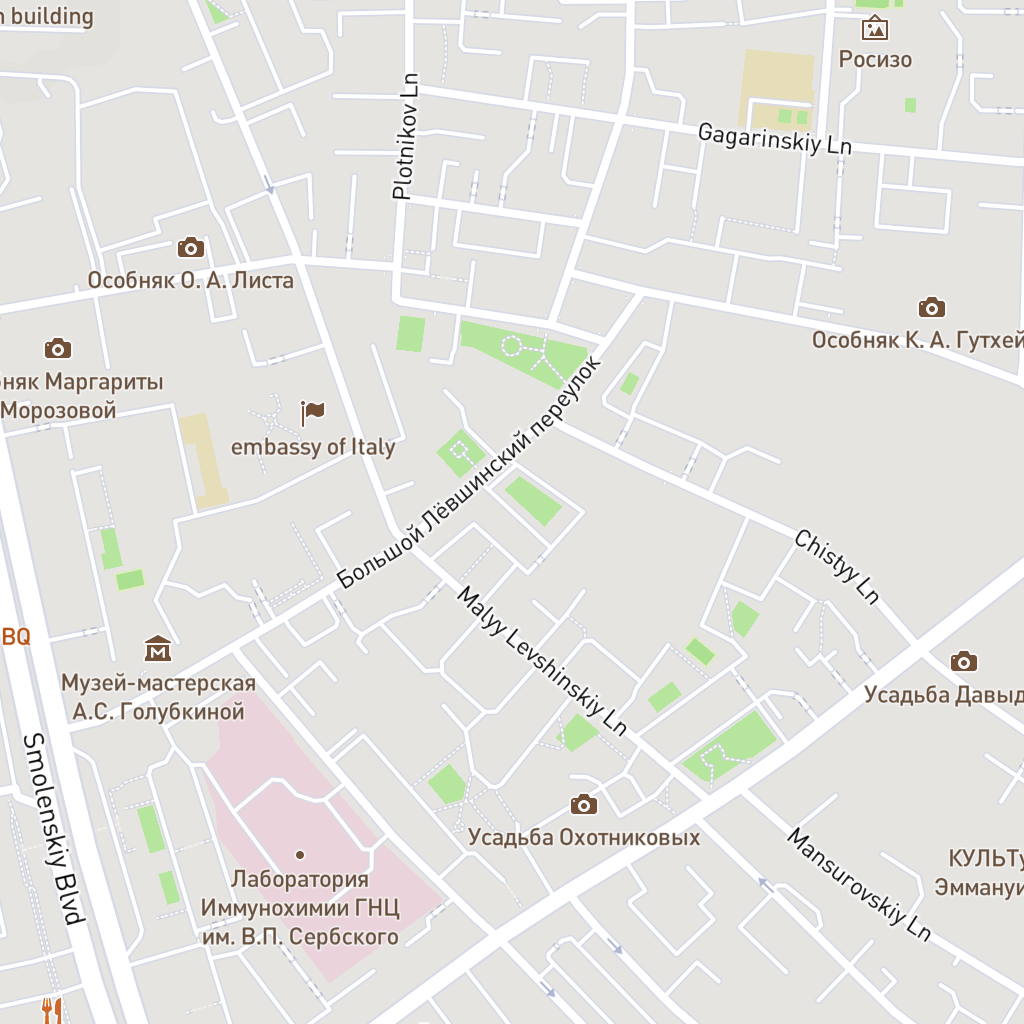 n building
Росизо
Plotnikov Ln
Gagarinskiy Ln
Особняк О. А. Листа
Особняк К. А. Гутхей
няк Маргариты
Морозовой
embassy of Italy
Большой Лёвшинский переулок
Chistyy Ln
Malyy Levshinskiy Ln
BQ
Музей-мастерская
А.С. Голубкиной
Усадьба Давыд
Smolenskiy Blvd
Усадьба Охотниковых
Mansurovskiy Ln
Лаборатория
Иммунохимии ГНЦ
им. В.П. Сербского
КУЛЬТу
Эммануи